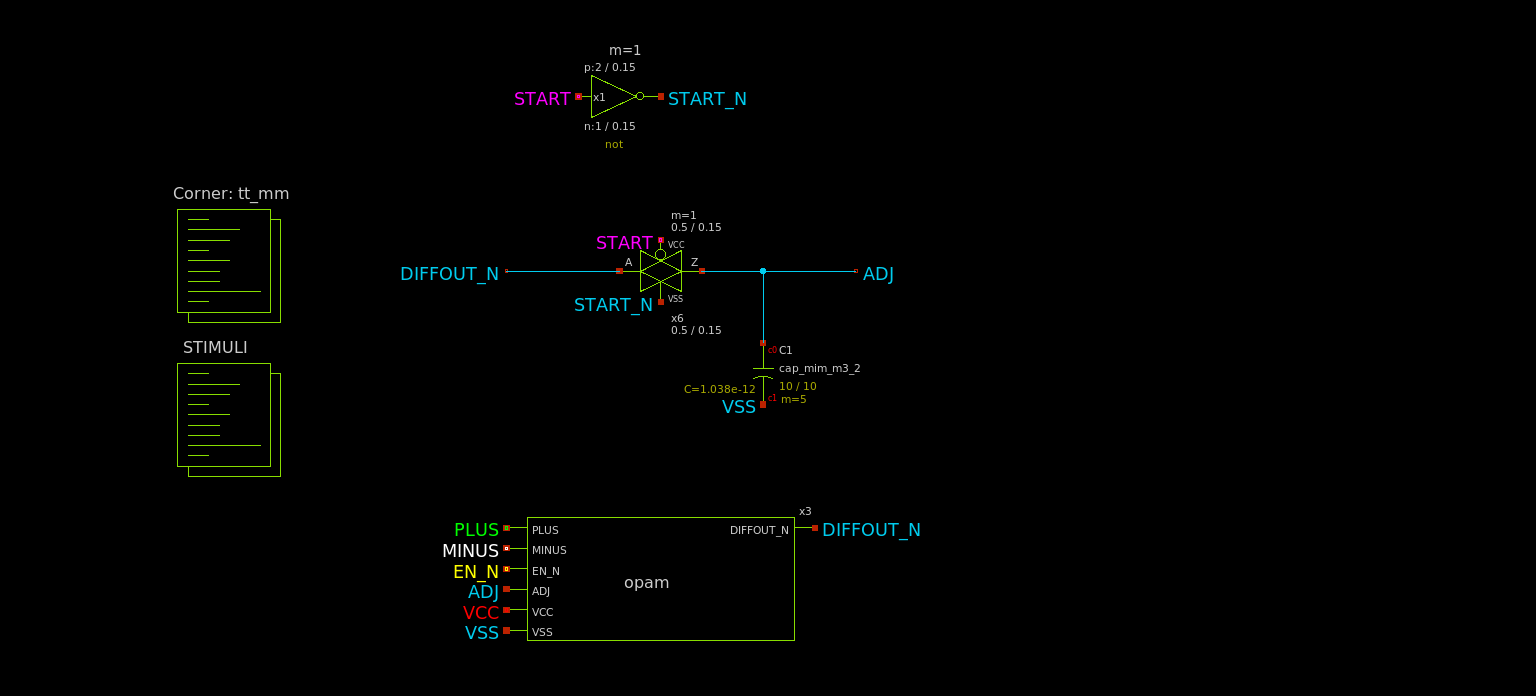 m=1
p:2 / 0.15
START x1 START_N
n:1 / 0.15
not
Corner: tt_mm
STIMULI
m=1
0.5 / 0.15
START VCC
DIFFOUT_N A Z ADJ
START_N VSS
x6
0.5 / 0.15
c0 C1
cap_mim_m3_2
C=1.038e-12 10 / 10
VSS c1 m=5
x3
PLUS PLUS DIFFOUT_N DIFFOUT_N
MINUS MINUS
EN_N EN_N
opam
ADJ ADJ
VCC VCC
VSS VSS